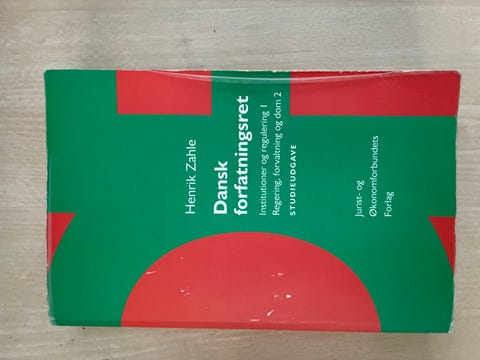 Henrik Zahle
Dansk
forfatningsret
Institutioner og regulering 1
Regering, forvaltning og dom 2
STUDIEUDGAVE
Jurist- og
Økonomforbundets
Forlag